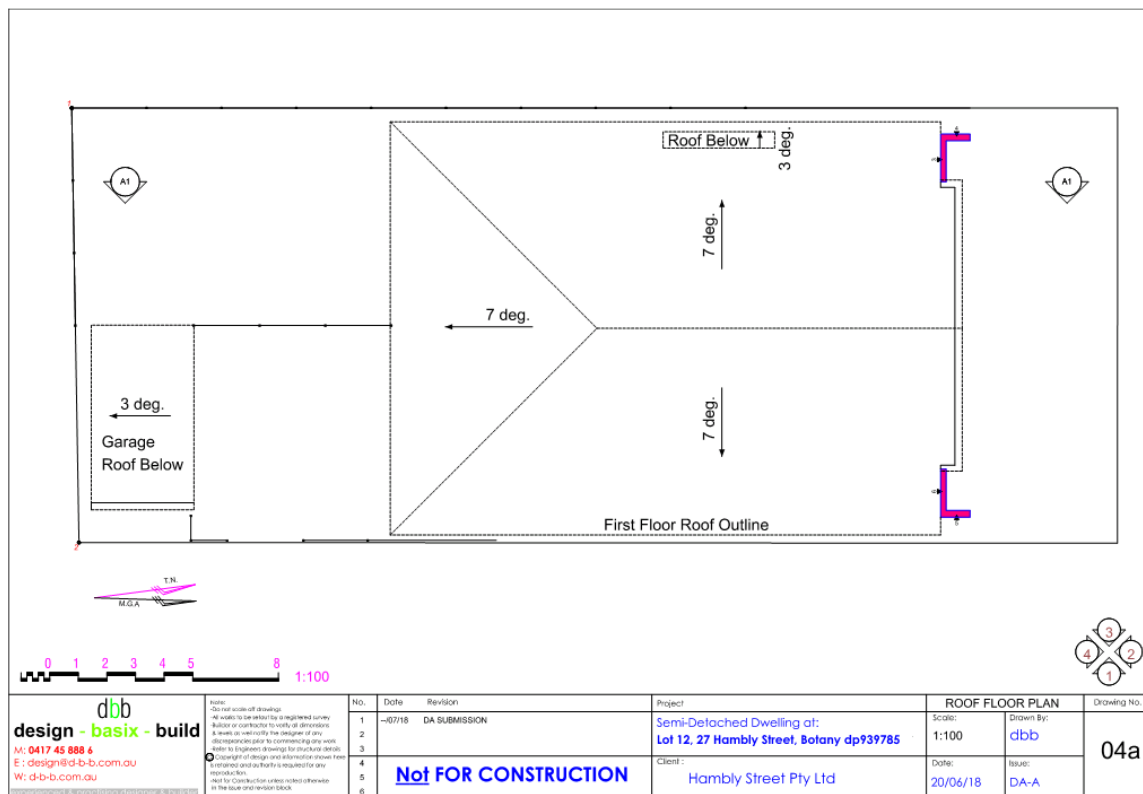 1
A1
Roof Below
3 deg.
A1
7 deg.
7 deg.
3 deg.
Garage
Roof Below
7 deg.
First Floor Roof Outline
2
T.N.
M.G.A
3
4 2
1
0 1 2 3 4 5 8 1:100
dbb
design - basix - build
M: 0417 45 888 6
E : design@d-b-b.com.au
W: d-b-b.com.au
Note:
-Do not scale off drawings
-All works to be setout by a registered survey
-Builder or contractor to verify all dimensions
& levels as well notify the designer of any
discrepancies prior to commencing any work
-Refer to Engineers drawings for structural details
Copyright of design and information shown here
is retained and authority is required for any
reproduction.
-Not for Construction unless noted otherwise
in the issue and revision block
No. Date Revision
1 --/07/18 DA SUBMISSION
2
3
4
5
6
Not FOR CONSTRUCTION
Project
Semi-Detached Dwelling at:
Lot 12, 27 Hambly Street, Botany dp939785
Client :
Hambly Street Pty Ltd
ROOF FLOOR PLAN
Scale: Drawn By:
1:100 dbb
Date: Issue:
20/06/18 DA-A
Drawing No.
04a